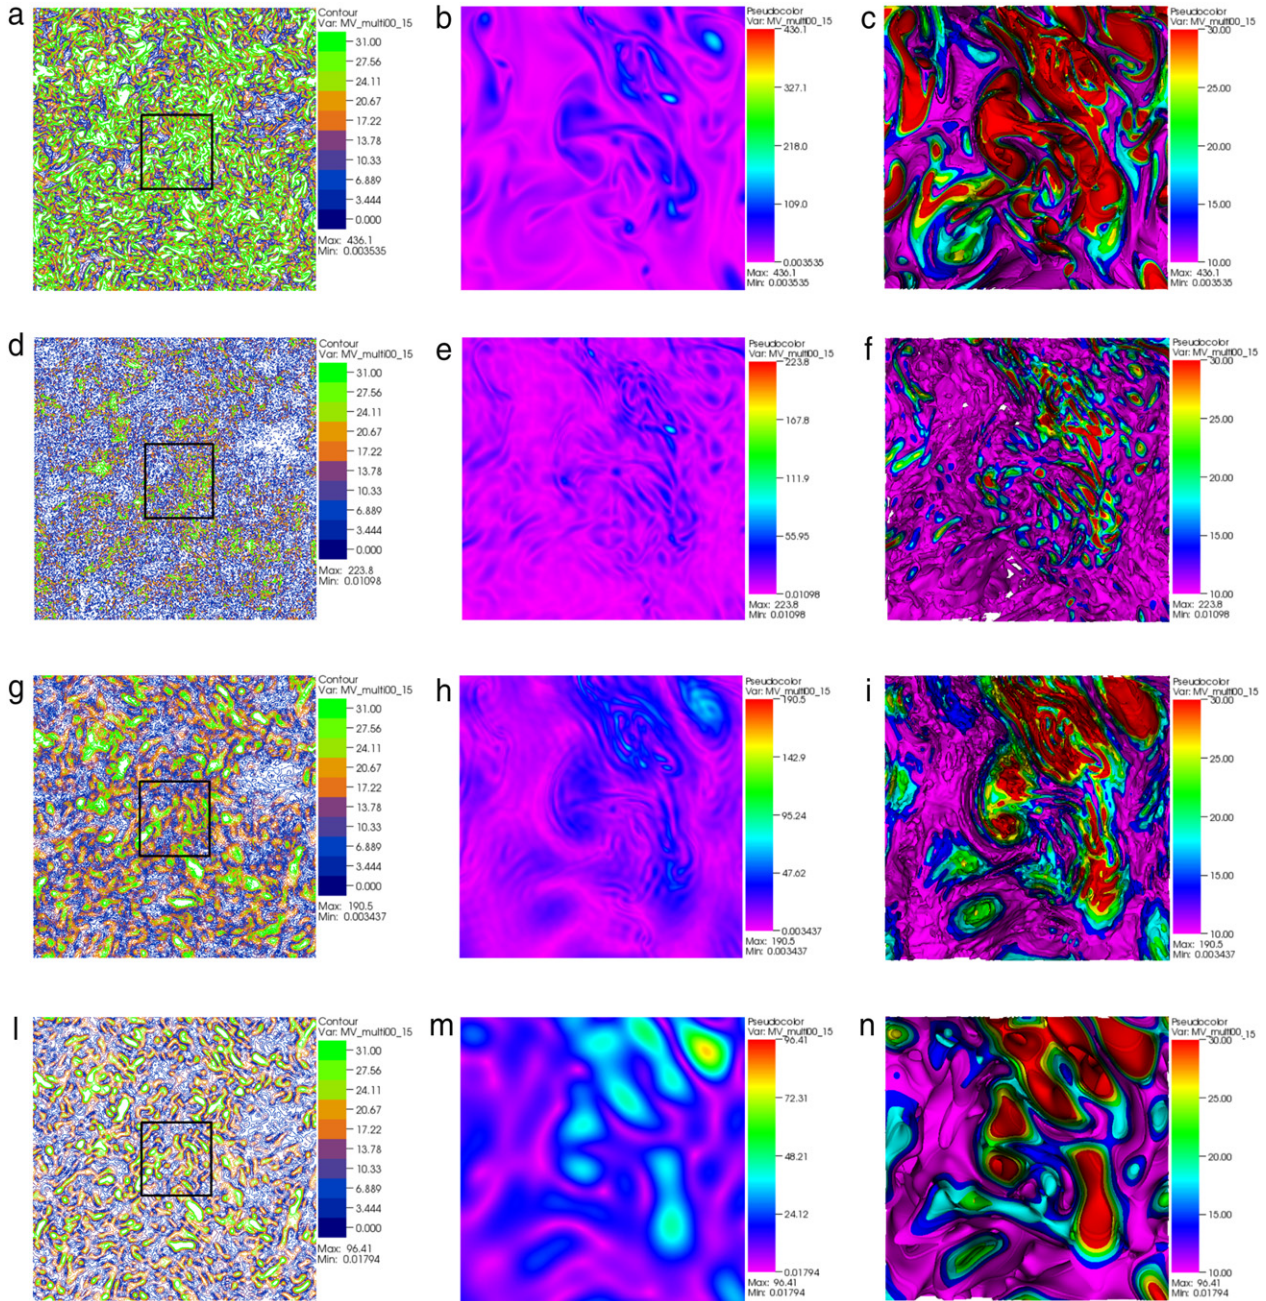 a
Contour
Var: MV_multi00_15
31.00
27.56
24.11
20.67
17.22
13.78
10.33
6.889
3.444
0.000
Max: 436.1
Min: 0.003535
b
Pseudocolor
Var: MV_multi00_15
436.1
327.1
218.0
109.0
0.003535
Max: 436.1
Min: 0.003535
c
Pseudocolor
Var: MV_multi00_15
30.00
25.00
20.00
15.00
10.00
Max: 436.1
Min: 0.003535
d
Contour
Var: MV_multi00_15
31.00
27.56
24.11
20.67
17.22
13.78
10.33
6.889
3.444
0.000
Max: 223.8
Min: 0.01098
e
Pseudocolor
Var: MV_multi00_15
223.8
167.8
111.9
55.95
0.01098
Max: 223.8
Min: 0.01098
f
Pseudocolor
Var: MV_multi00_15
30.00
25.00
20.00
15.00
10.00
Max: 223.8
Min: 0.01098
g
Contour
Var: MV_multi00_15
31.00
27.56
24.11
20.67
17.22
13.78
10.33
6.889
3.444
0.000
Max: 190.5
Min: 0.003437
h
Pseudocolor
Var: MV_multi00_15
190.5
142.9
95.24
47.62
0.003437
Max: 190.5
Min: 0.003437
i
Pseudocolor
Var: MV_multi00_15
30.00
25.00
20.00
15.00
10.00
Max: 190.5
Min: 0.003437
l
Contour
Var: MV_multi00_15
31.00
27.56
24.11
20.67
17.22
13.78
10.33
6.889
3.444
0.000
Max: 96.41
Min: 0.01794
m
Pseudocolor
Var: MV_multi00_15
96.41
72.31
48.21
24.12
0.01794
Max: 96.41
Min: 0.01794
n
Pseudocolor
Var: MV_multi00_15
30.00
25.00
20.00
15.00
10.00
Max: 96.41
Min: 0.01794